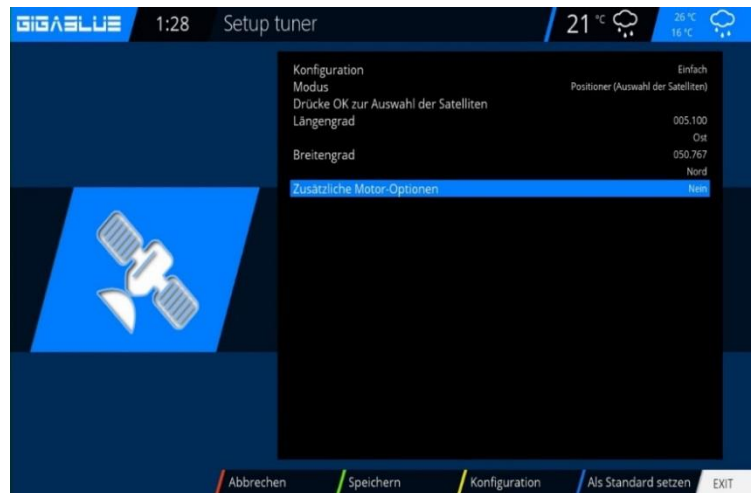 GIGABLUE 1:28 Setup tuner 21 °C 26 °C
16 °C
Konfiguration Einfach
Modus Positioner (Auswahl der Satelliten)
Drücke OK zur Auswahl der Satelliten
Längengrad 005.100
Ost
Breitengrad 050.767
Nord
Zusätzliche Motor-Optionen Nein
Abbrechen Speichern Konfiguration Als Standard setzen EXIT